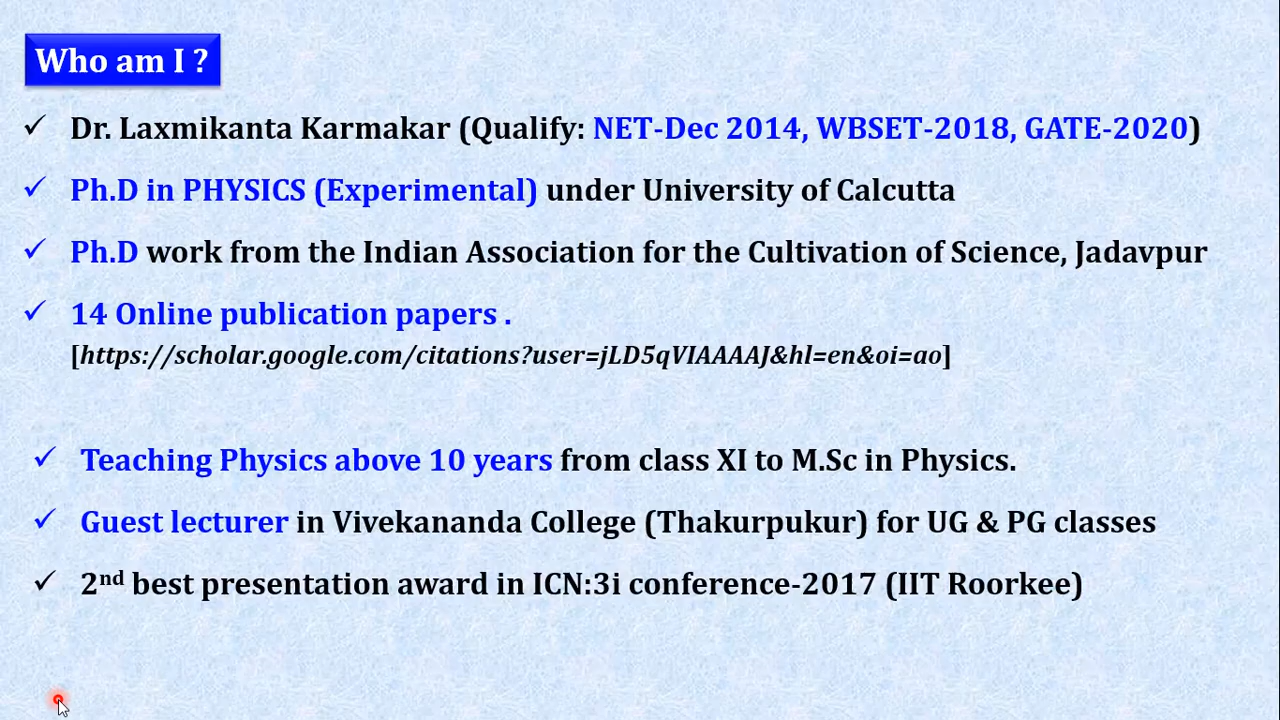 Who am I ?
✓ Dr. Laxmikanta Karmakar (Qualify: NET-Dec 2014, WBSET-2018, GATE-2020)
✓ Ph.D in PHYSICS (Experimental) under University of Calcutta
✓ Ph.D work from the Indian Association for the Cultivation of Science, Jadavpur
✓ 14 Online publication papers .
[https://scholar.google.com/citations?user=jLD5qVIAAAAJ&hl=en&oi=ao]
✓ Teaching Physics above 10 years from class XI to M.Sc in Physics.
✓ Guest lecturer in Vivekananda College (Thakurpukur) for UG & PG classes
✓ 2nd best presentation award in ICN:3i conference-2017 (IIT Roorkee)